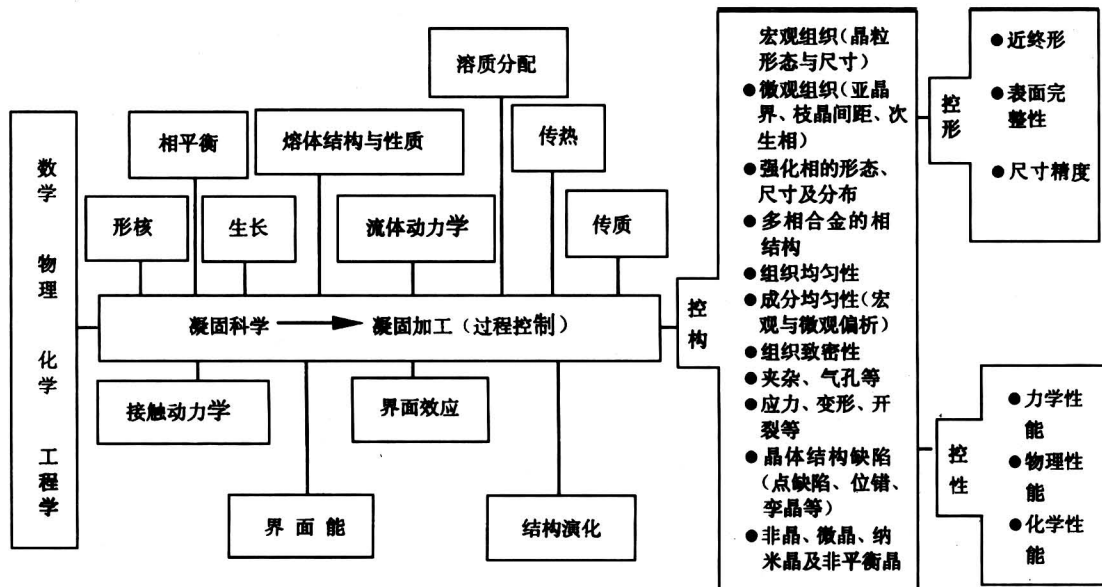 数学
物理
化学
工程学
溶质分配
相平衡
熔体结构与性质
传热
形核
生长
流体动力学
传质
凝固科学 凝固加工(过程控制)
接触动力学
界面效应
界面能
结构演化
控构
宏观组织(晶粒
形态与尺寸)
●微观组织(亚晶
界、枝晶间距、次
生相)
●强化相的形态、
尺寸及分布
●多相合金的相
结构
●组织均匀性
●成分均匀性(宏
观与微观偏析)
●组织致密性
●夹杂、气孔等
●应力、变形、开
裂等
●晶体结构缺陷
(点缺陷、位错、
孪晶等)
●非晶、微晶、纳
米晶及非平衡晶
控形
●近终形
●表面完
整性
●尺寸精度
控性
●力学性
能
●物理性
能
●化学性
能